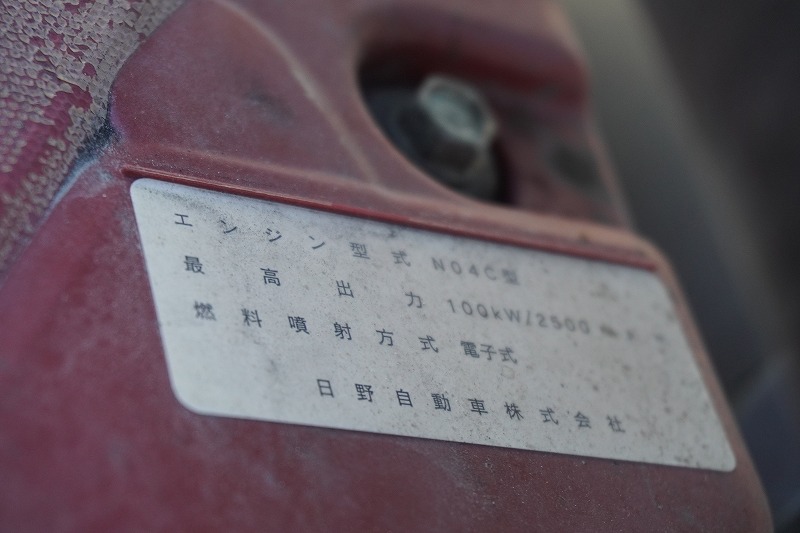 エンジン型式 N04C型
最高出力 100kW/2500
燃料噴射方式 電子式
日野自動車株式会社